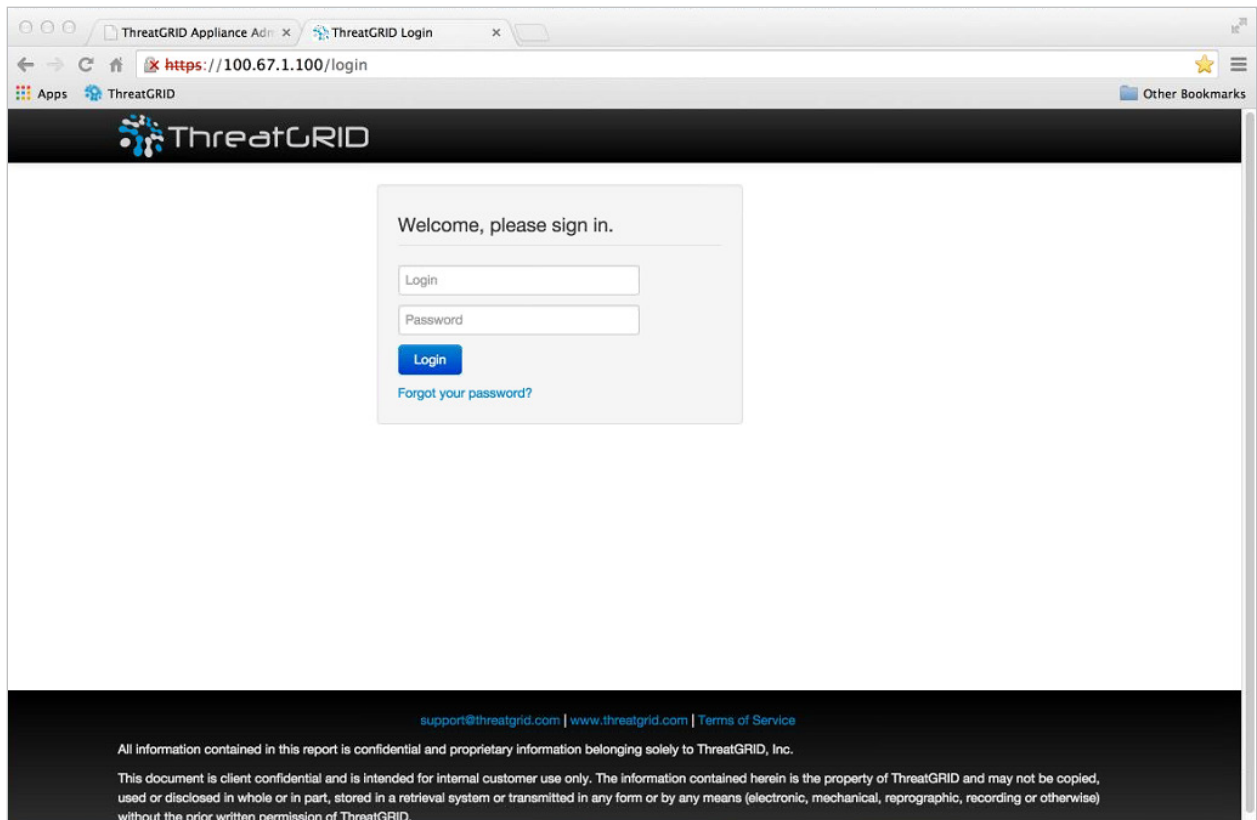 ThreatGRID Appliance Adm
ThreatGRID Login
https://100.67.1.100/login
Apps
ThreatGRID
Other Bookmarks
ThreatGRID
Welcome, please sign in.
Login
Password
Login
Forgot your password?
support@threatgrid.com | www.threatgrid.com | Terms of Service
All information contained in this report is confidential and proprietary information belonging solely to ThreatGRID, Inc.
This document is client confidential and is intended for internal customer use only. The information contained herein is the property of ThreatGRID and may not be copied,
used or disclosed in whole or in part, stored in a retrieval system or transmitted in any form or by any means (electronic, mechanical, reprographic, recording or otherwise)
without the prior written permission of ThreatGRID.